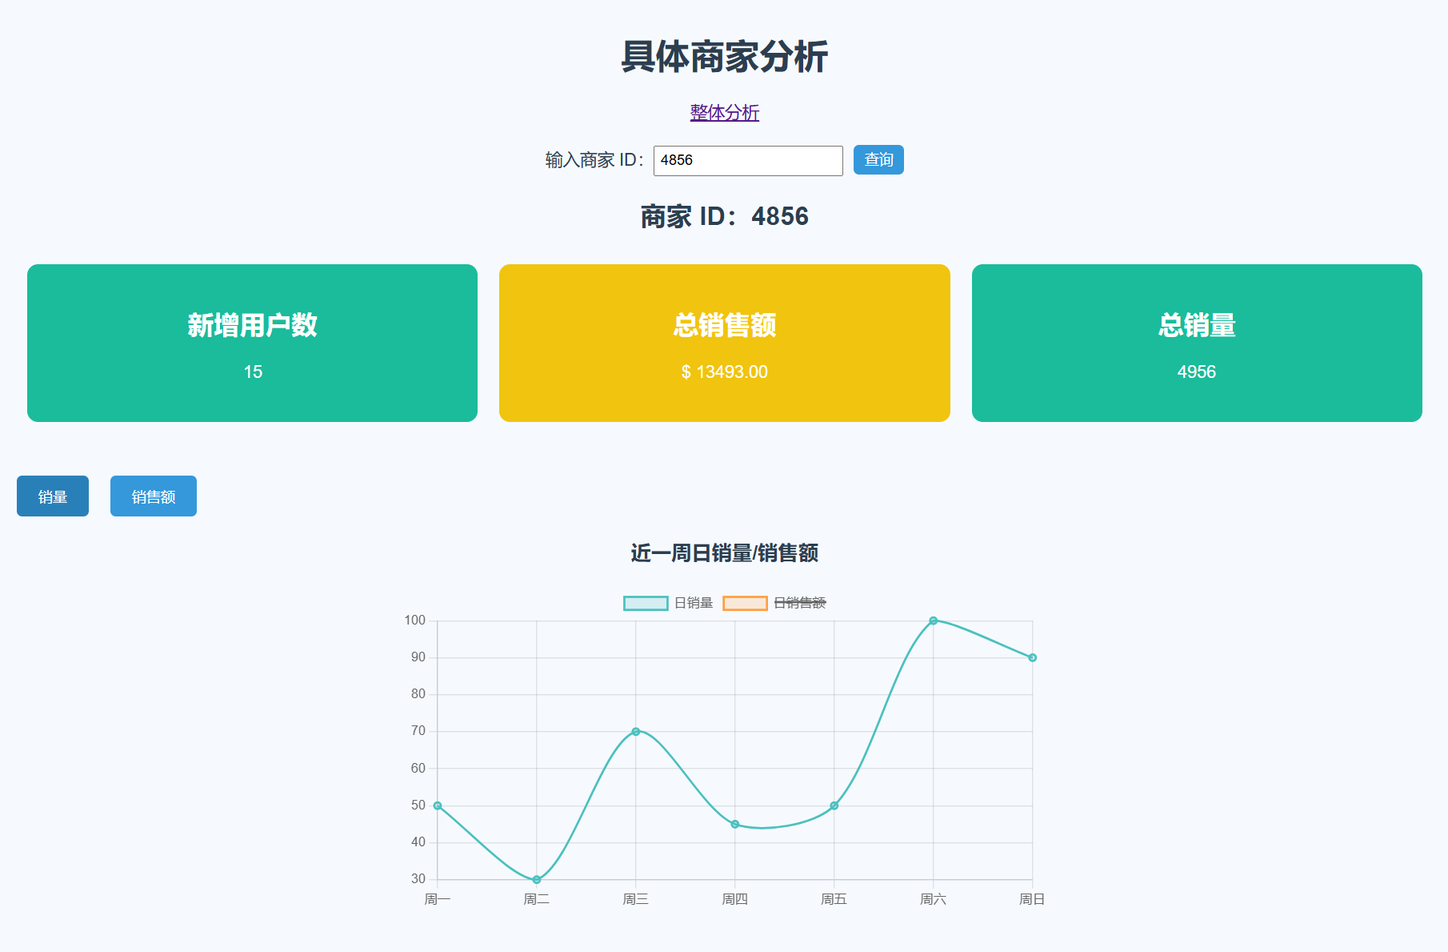 具体商家分析
整体分析
输入商家 ID： 4856 查询
商家 ID：4856
新增用户数
15
总销售额
$ 13493.00
总销量
4956
销量 销售额
近一周日销量/销售额
日销量 日销售额
100
90
80
70
60
50
40
30
周一 周二 周三 周四 周五 周六 周日